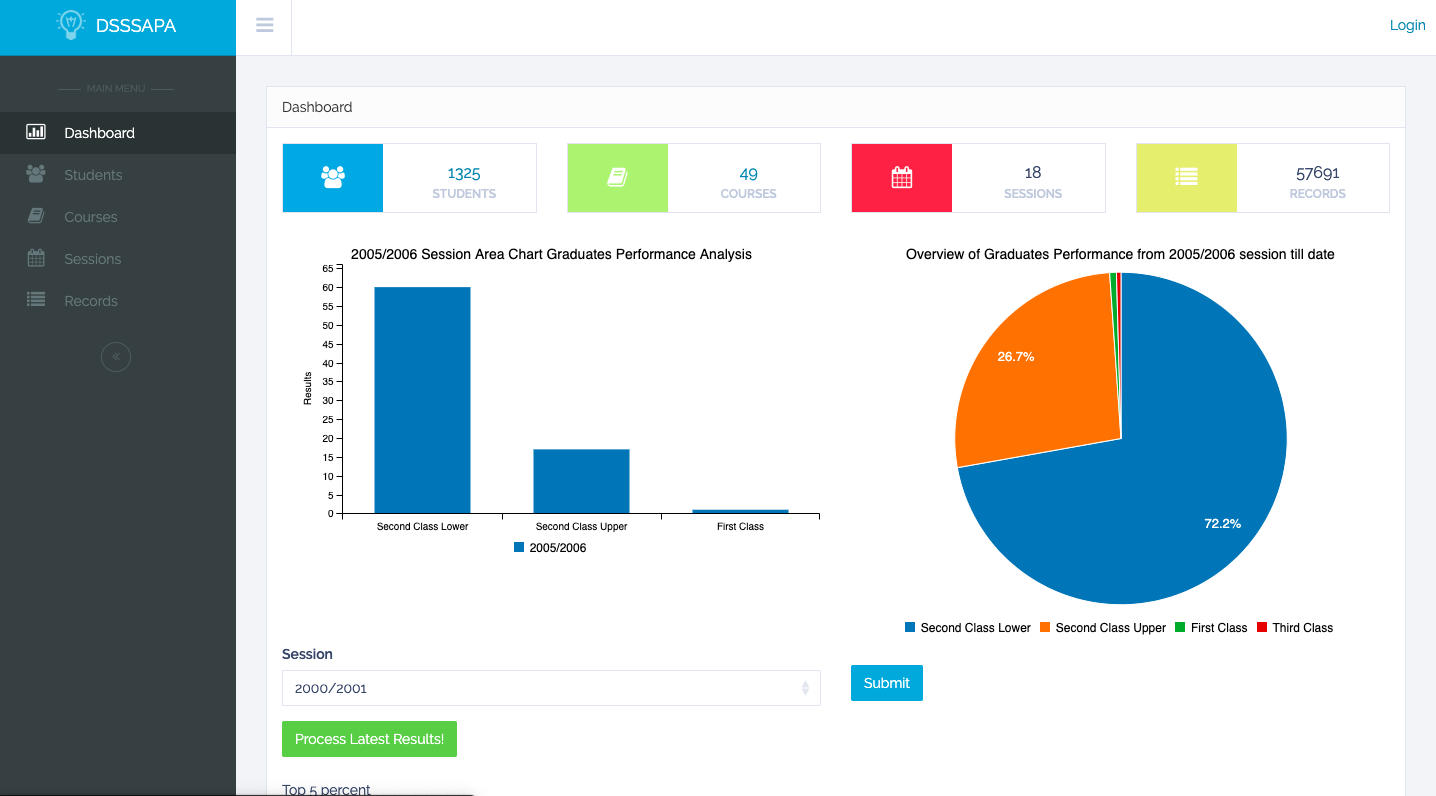 DSSSAPA
Login
MAIN MENU
Dashboard
Students
Courses
Sessions
Records
Dashboard
1325
STUDENTS
49
COURSES
18
SESSIONS
57691
RECORDS
2005/2006 Session Area Chart Graduates Performance Analysis
65
60
55
50
45
40
35
30
25
20
15
10
5
0
Results
Second Class Lower Second Class Upper First Class
2005/2006
Overview of Graduates Performance from 2005/2006 session till date
26.7%
72.2%
Second Class Lower Second Class Upper First Class Third Class
Session
2000/2001
Submit
Process Latest Results!
Top 5 percent